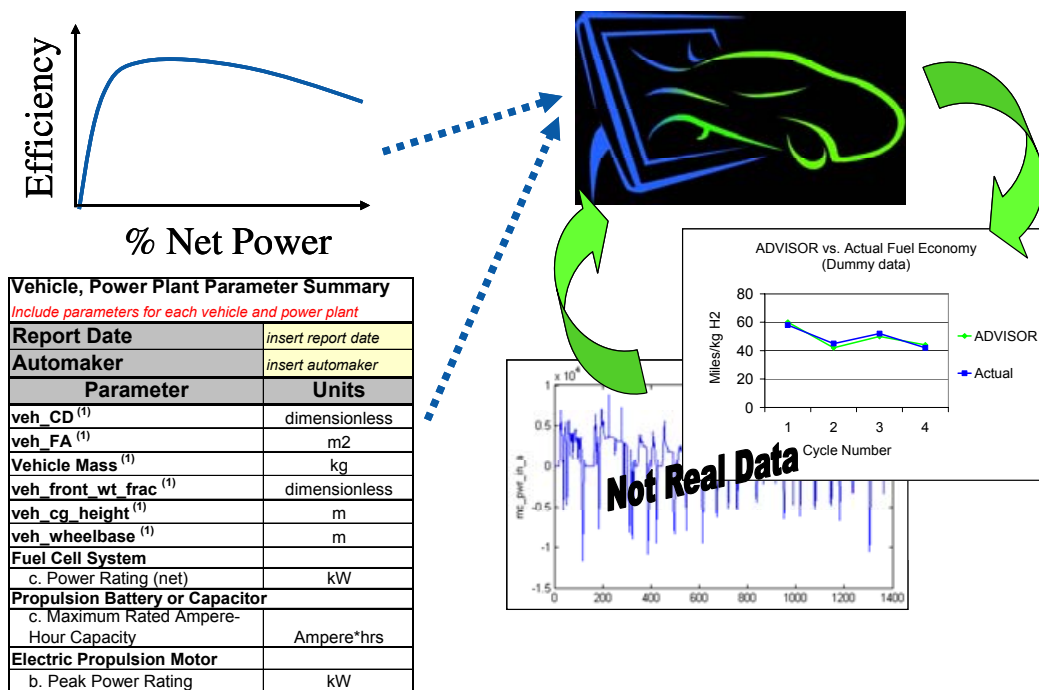 Efficiency
% Net Power
Vehicle, Power Plant Parameter Summary
Include parameters for each vehicle and power plant
Report Date insert report date
Automaker insert automaker
Parameter Units
veh_CD (1) dimensionless
veh_FA (1) m2
Vehicle Mass (1) kg
veh_front_wt_frac (1) dimensionless
veh_cg_height (1) m
veh_wheelbase (1) m
Fuel Cell System
c. Power Rating (net) kW
Propulsion Battery or Capacitor
c. Maximum Rated Ampere-
Hour Capacity Ampere*hrs
Electric Propulsion Motor
b. Peak Power Rating kW
ADVISOR vs. Actual Fuel Economy
(Dummy data)
Miles/kg H2
80
60
40
20
0
1 2 3 4
Cycle Number
ADVISOR
Actual
x 10^4
1
0.5
0
-0.5
-1
-1.5
0 200 400 600 800 1000 1200 1400
Not Real Data